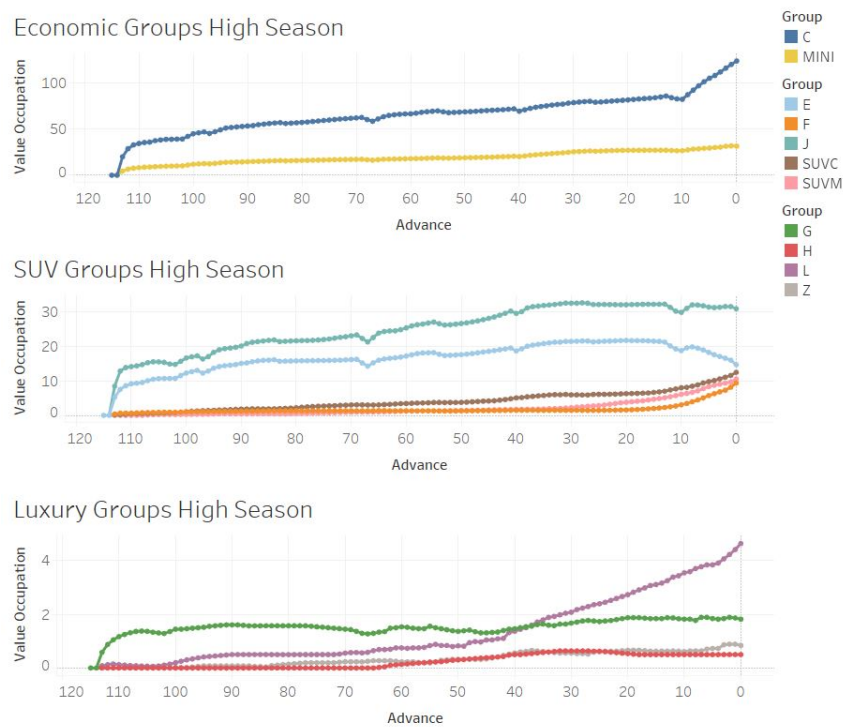 Economic Groups High Season
Value Occupation
100
50
0
120 110 100 90 80 70 60 50 40 30 20 10 0
Advance
SUV Groups High Season
Value Occupation
30
20
10
0
120 110 100 90 80 70 60 50 40 30 20 10 0
Advance
Luxury Groups High Season
Value Occupation
4
2
0
120 110 100 90 80 70 60 50 40 30 20 10 0
Advance
Group
C
MINI
Group
E
F
J
SUVC
SUVM
Group
G
H
L
Z